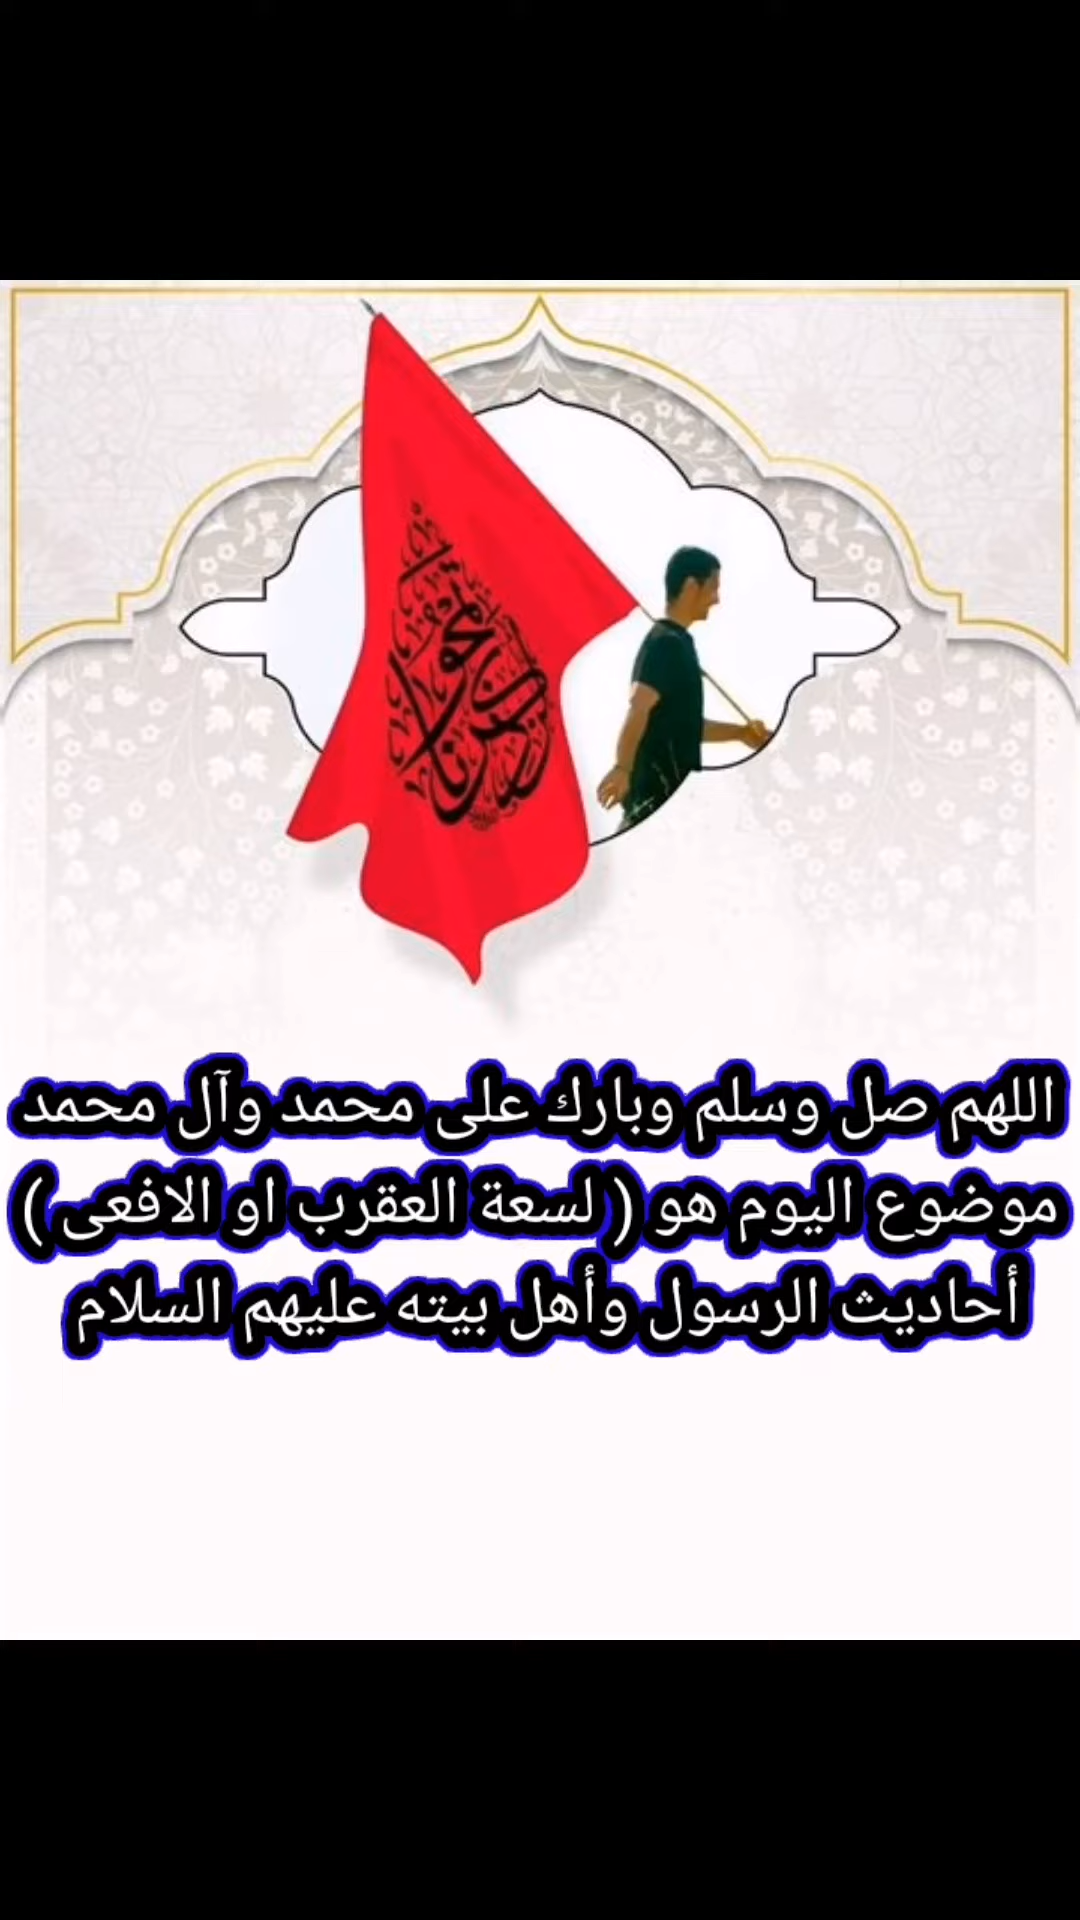 اللهم صل وسلم وبارك على محمد وآل محمد
موضوع اليوم هو ( لسعة العقرب او الافعى )
أحاديث الرسول وأهل بيته عليهم السلام